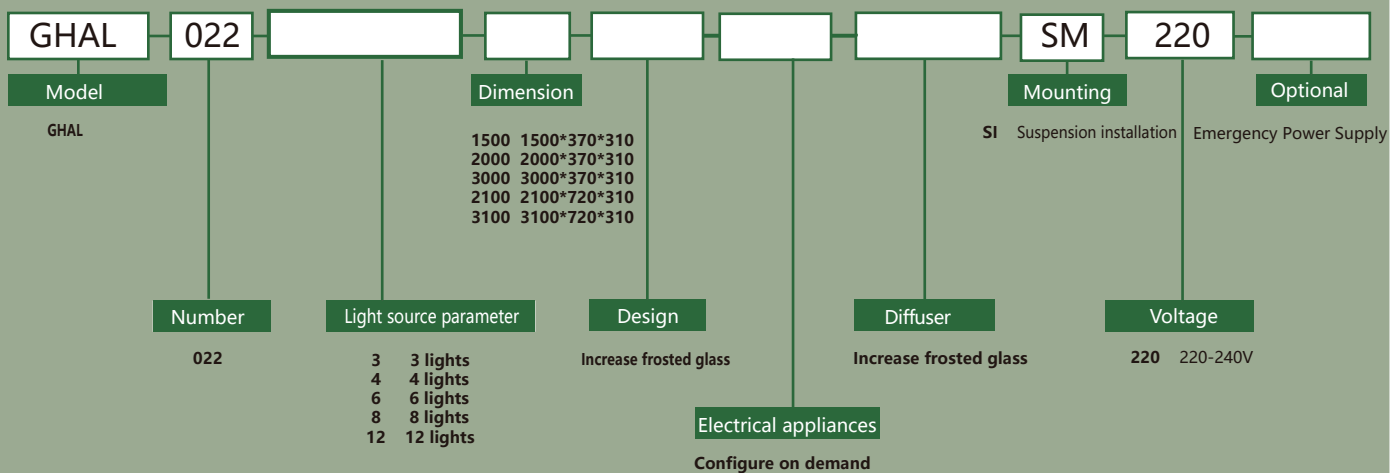 GHAL 022 SM 220
Model
GHAL
Dimension
1500 1500*370*310
2000 2000*370*310
3000 3000*370*310
2100 2100*720*310
3100 3100*720*310
Mounting
SI Suspension installation
Optional
Emergency Power Supply
Number
022
Light source parameter
3 3 lights
4 4 lights
6 6 lights
8 8 lights
12 12 lights
Design
Increase frosted glass
Diffuser
Increase frosted glass
Voltage
220 220-240V
Electrical appliances
Configure on demand